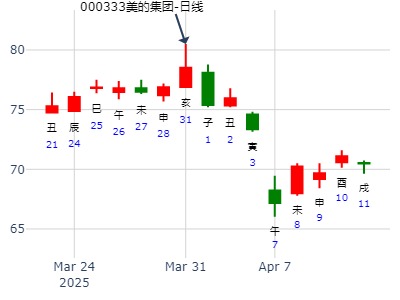 000333美的集团-日线
80
75
70
65
丑
21
辰
24
巳
25
午
26
未
27
申
28
亥
31
子
1
丑
2
寅
3
午
7
未
8
申
9
酉
10
戌
11
Mar 24
2025
Mar 31
Apr 7